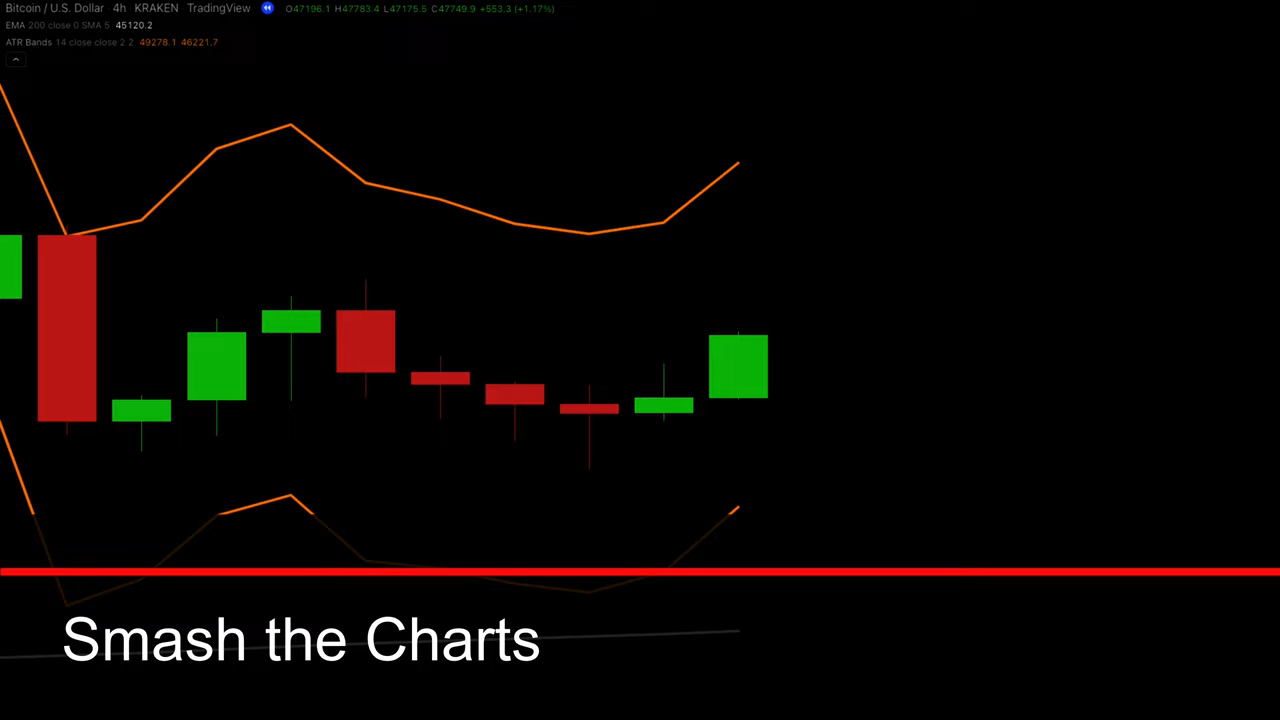 Bitcoin / U.S. Dollar 4h KRAKEN TradingView O47196.1 H47783.4 L47175.5 C47749.9 +553.3 (+1.17%)
EMA 200 close 0 SMA 5 45120.2
ATR Bands 14 close close 2 2 49278.1 46221.7
Smash the Charts